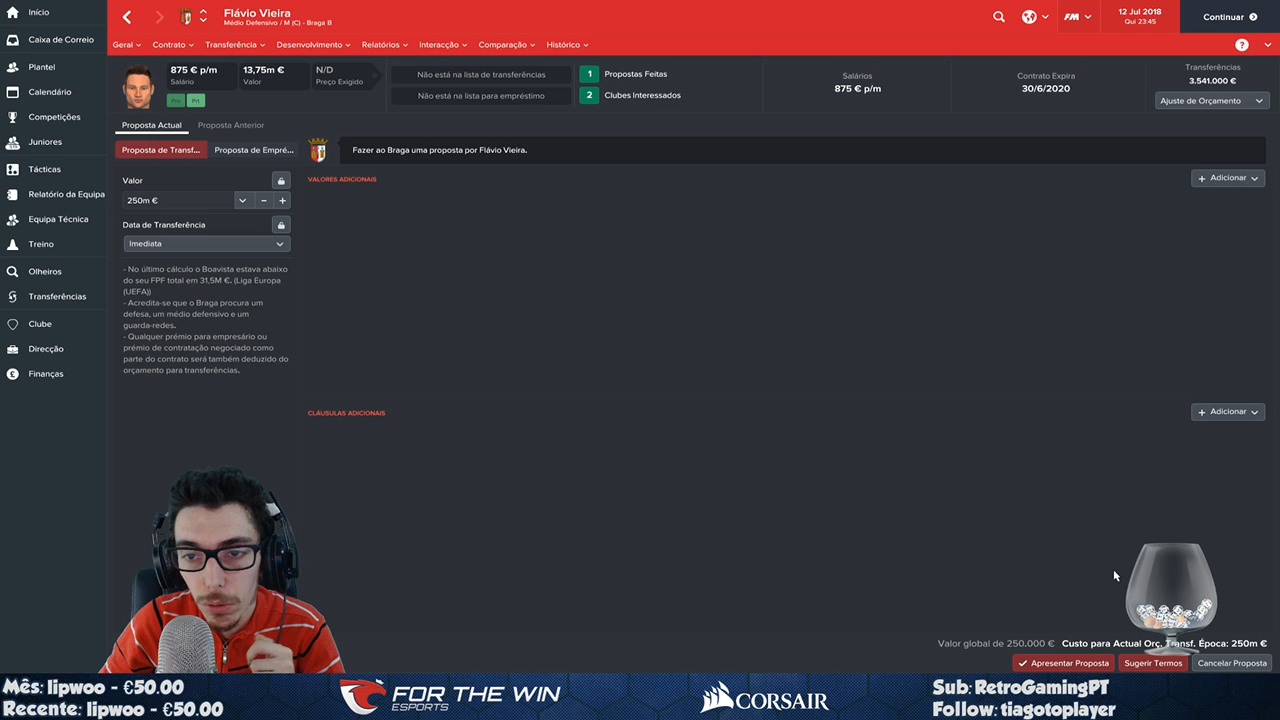 Início
Caixa de Correio
Plantel
Calendário
Competições
Juniores
Tácticas
Relatório da Equipa
Equipa Técnica
Treino
Olheiros
Transferências
Clube
Direcção
Finanças
Flávio Vieira
Médio Defensivo / M (C) - Braga B
FM
12 Jul 2018
Qui 23:45
Continuar
Geral
Contrato
Transferência
Desenvolvimento
Relatórios
Interacção
Comparação
Histórico
?
875 € p/m
Salário
13,75m €
Valor
N/D
Preço Exigido
Pro
Prt
Não está na lista de transferências
Não está na lista para empréstimo
1 Propostas Feitas
2 Clubes Interessados
Salários
875 € p/m
Contrato Expira
30/6/2020
Transferências
3.541.000 €
Ajuste de Orçamento
Proposta Actual
Proposta Anterior
Proposta de Transf...
Proposta de Empré...
Fazer ao Braga uma proposta por Flávio Vieira.
Valor
250m €
Data de Transferência
Imediata
- No último cálculo o Boavista estava abaixo
do seu FPF total em 31,5M €. (Liga Europa
(UEFA))
- Acredita-se que o Braga procura um
defesa, um médio defensivo e um
guarda-redes.
- Qualquer prémio para empresário ou
prémio de contratação negociado como
parte do contrato será também deduzido do
orçamento para transferências.
VALORES ADICIONAIS
+ Adicionar
CLÁUSULAS ADICIONAIS
+ Adicionar
Valor global de 250.000 €
Custo para Actual Orç. Transf. Época: 250m €
Apresentar Proposta
Sugerir Termos
Cancelar Proposta
Mês: lipwoo - €50.00
Recente: lipwoo - €50.00
FOR THE WIN
ESPORTS
CORSAIR
Sub: RetroGamingPT
Follow: tiagotoplayer